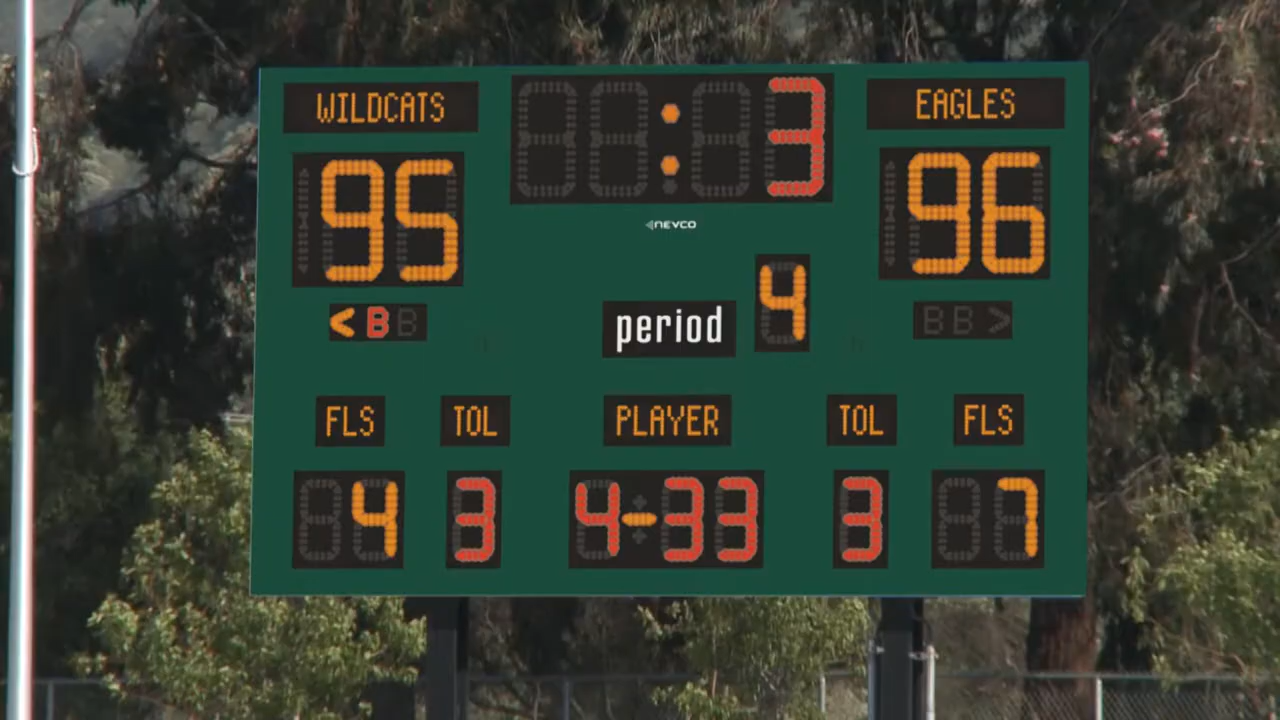 WILDCATS
:3
EAGLES
95
96
NEVCO
<B
period
4
FLS
TOL
PLAYER
TOL
FLS
4
3
4-33
3
7